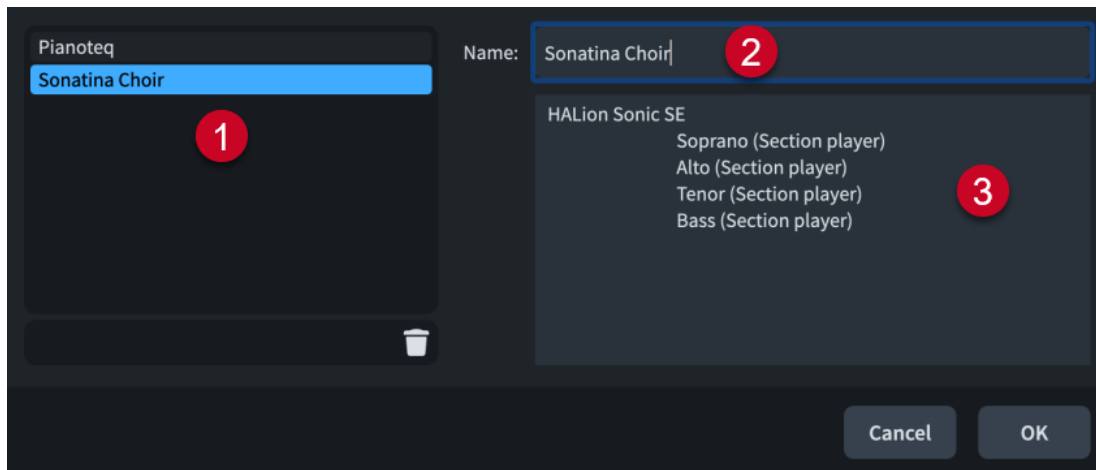 Pianoteq
Sonatina Choir
1
Name:
Sonatina Choir
2
HALion Sonic SE
Soprano (Section player)
Alto (Section player)
Tenor (Section player)
Bass (Section player)
3
Cancel
OK